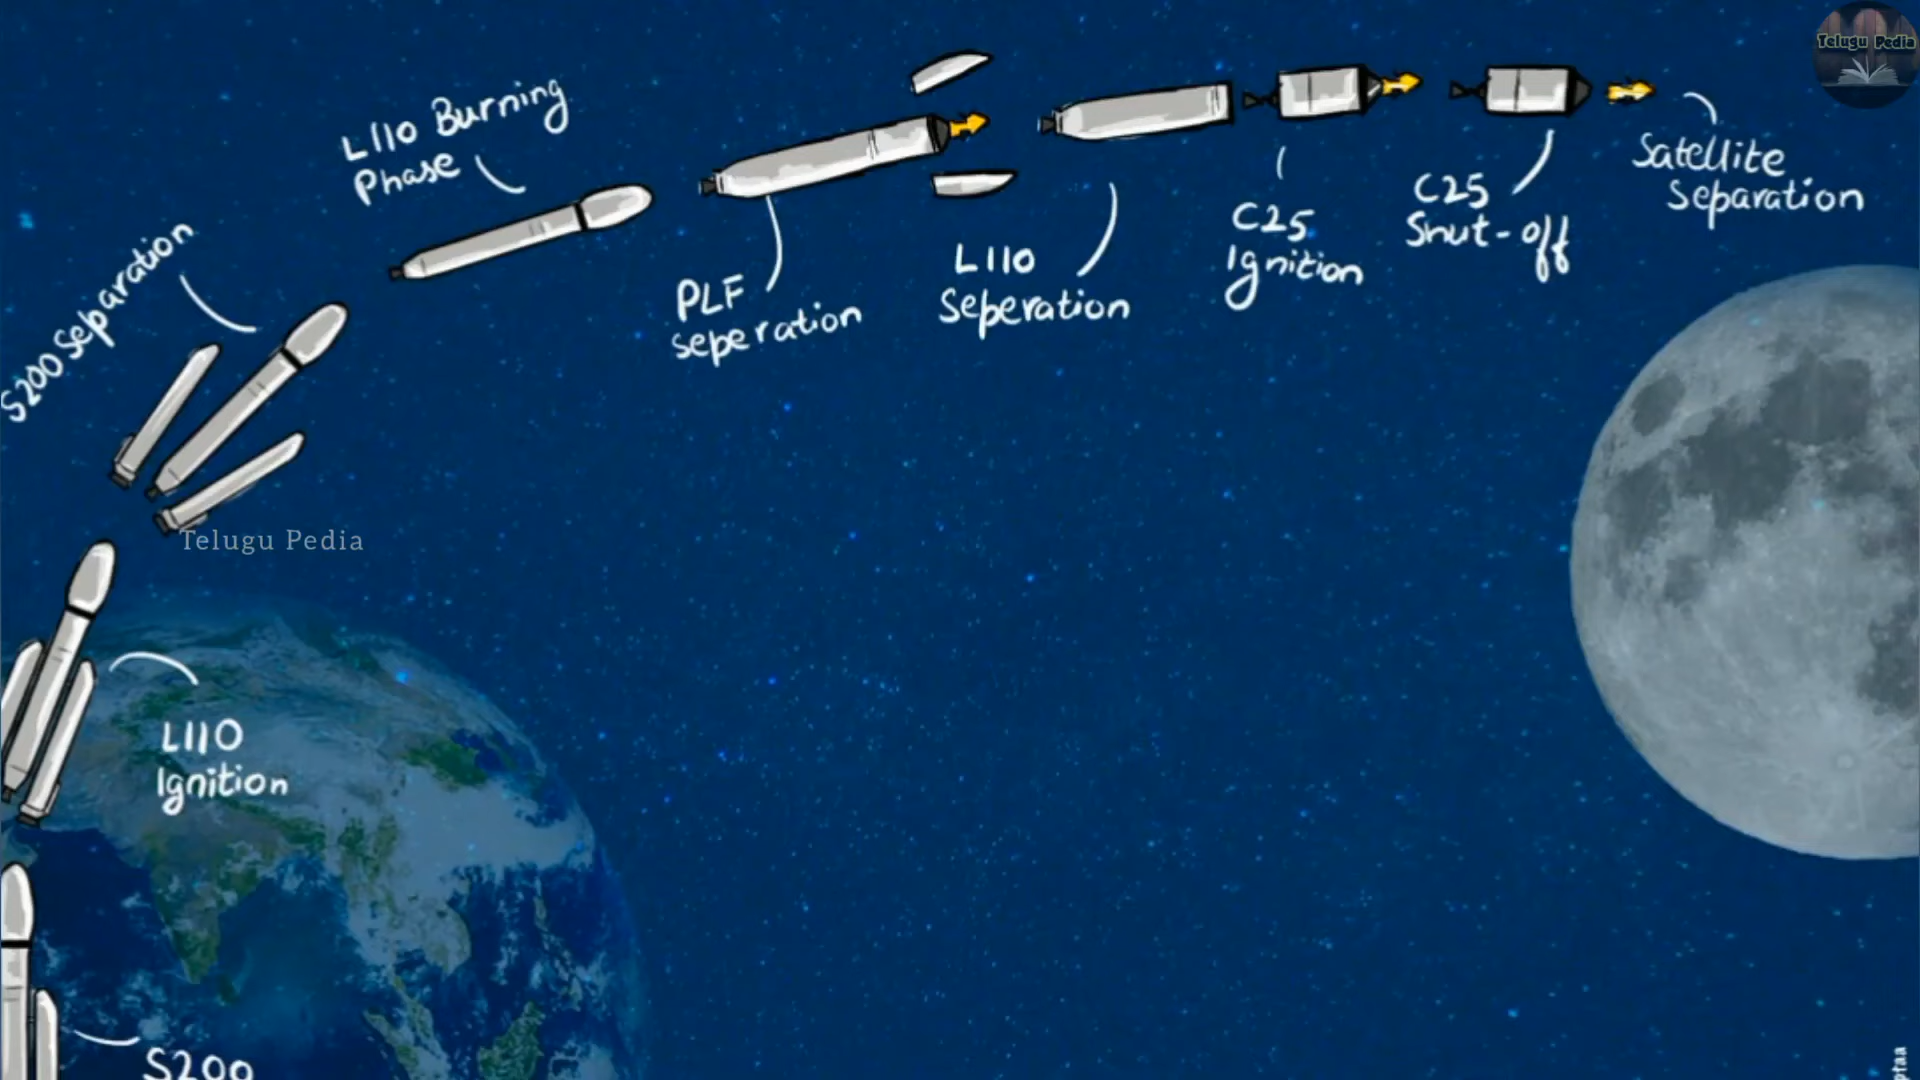 Telugu Pedia
L110 Burning
Phase
S200 Separation
PLF
seperation
L110
Seperation
C25
Ignition
C25
Shut-off
Satellite
Separation
Telugu Pedia
L110
Ignition
S200